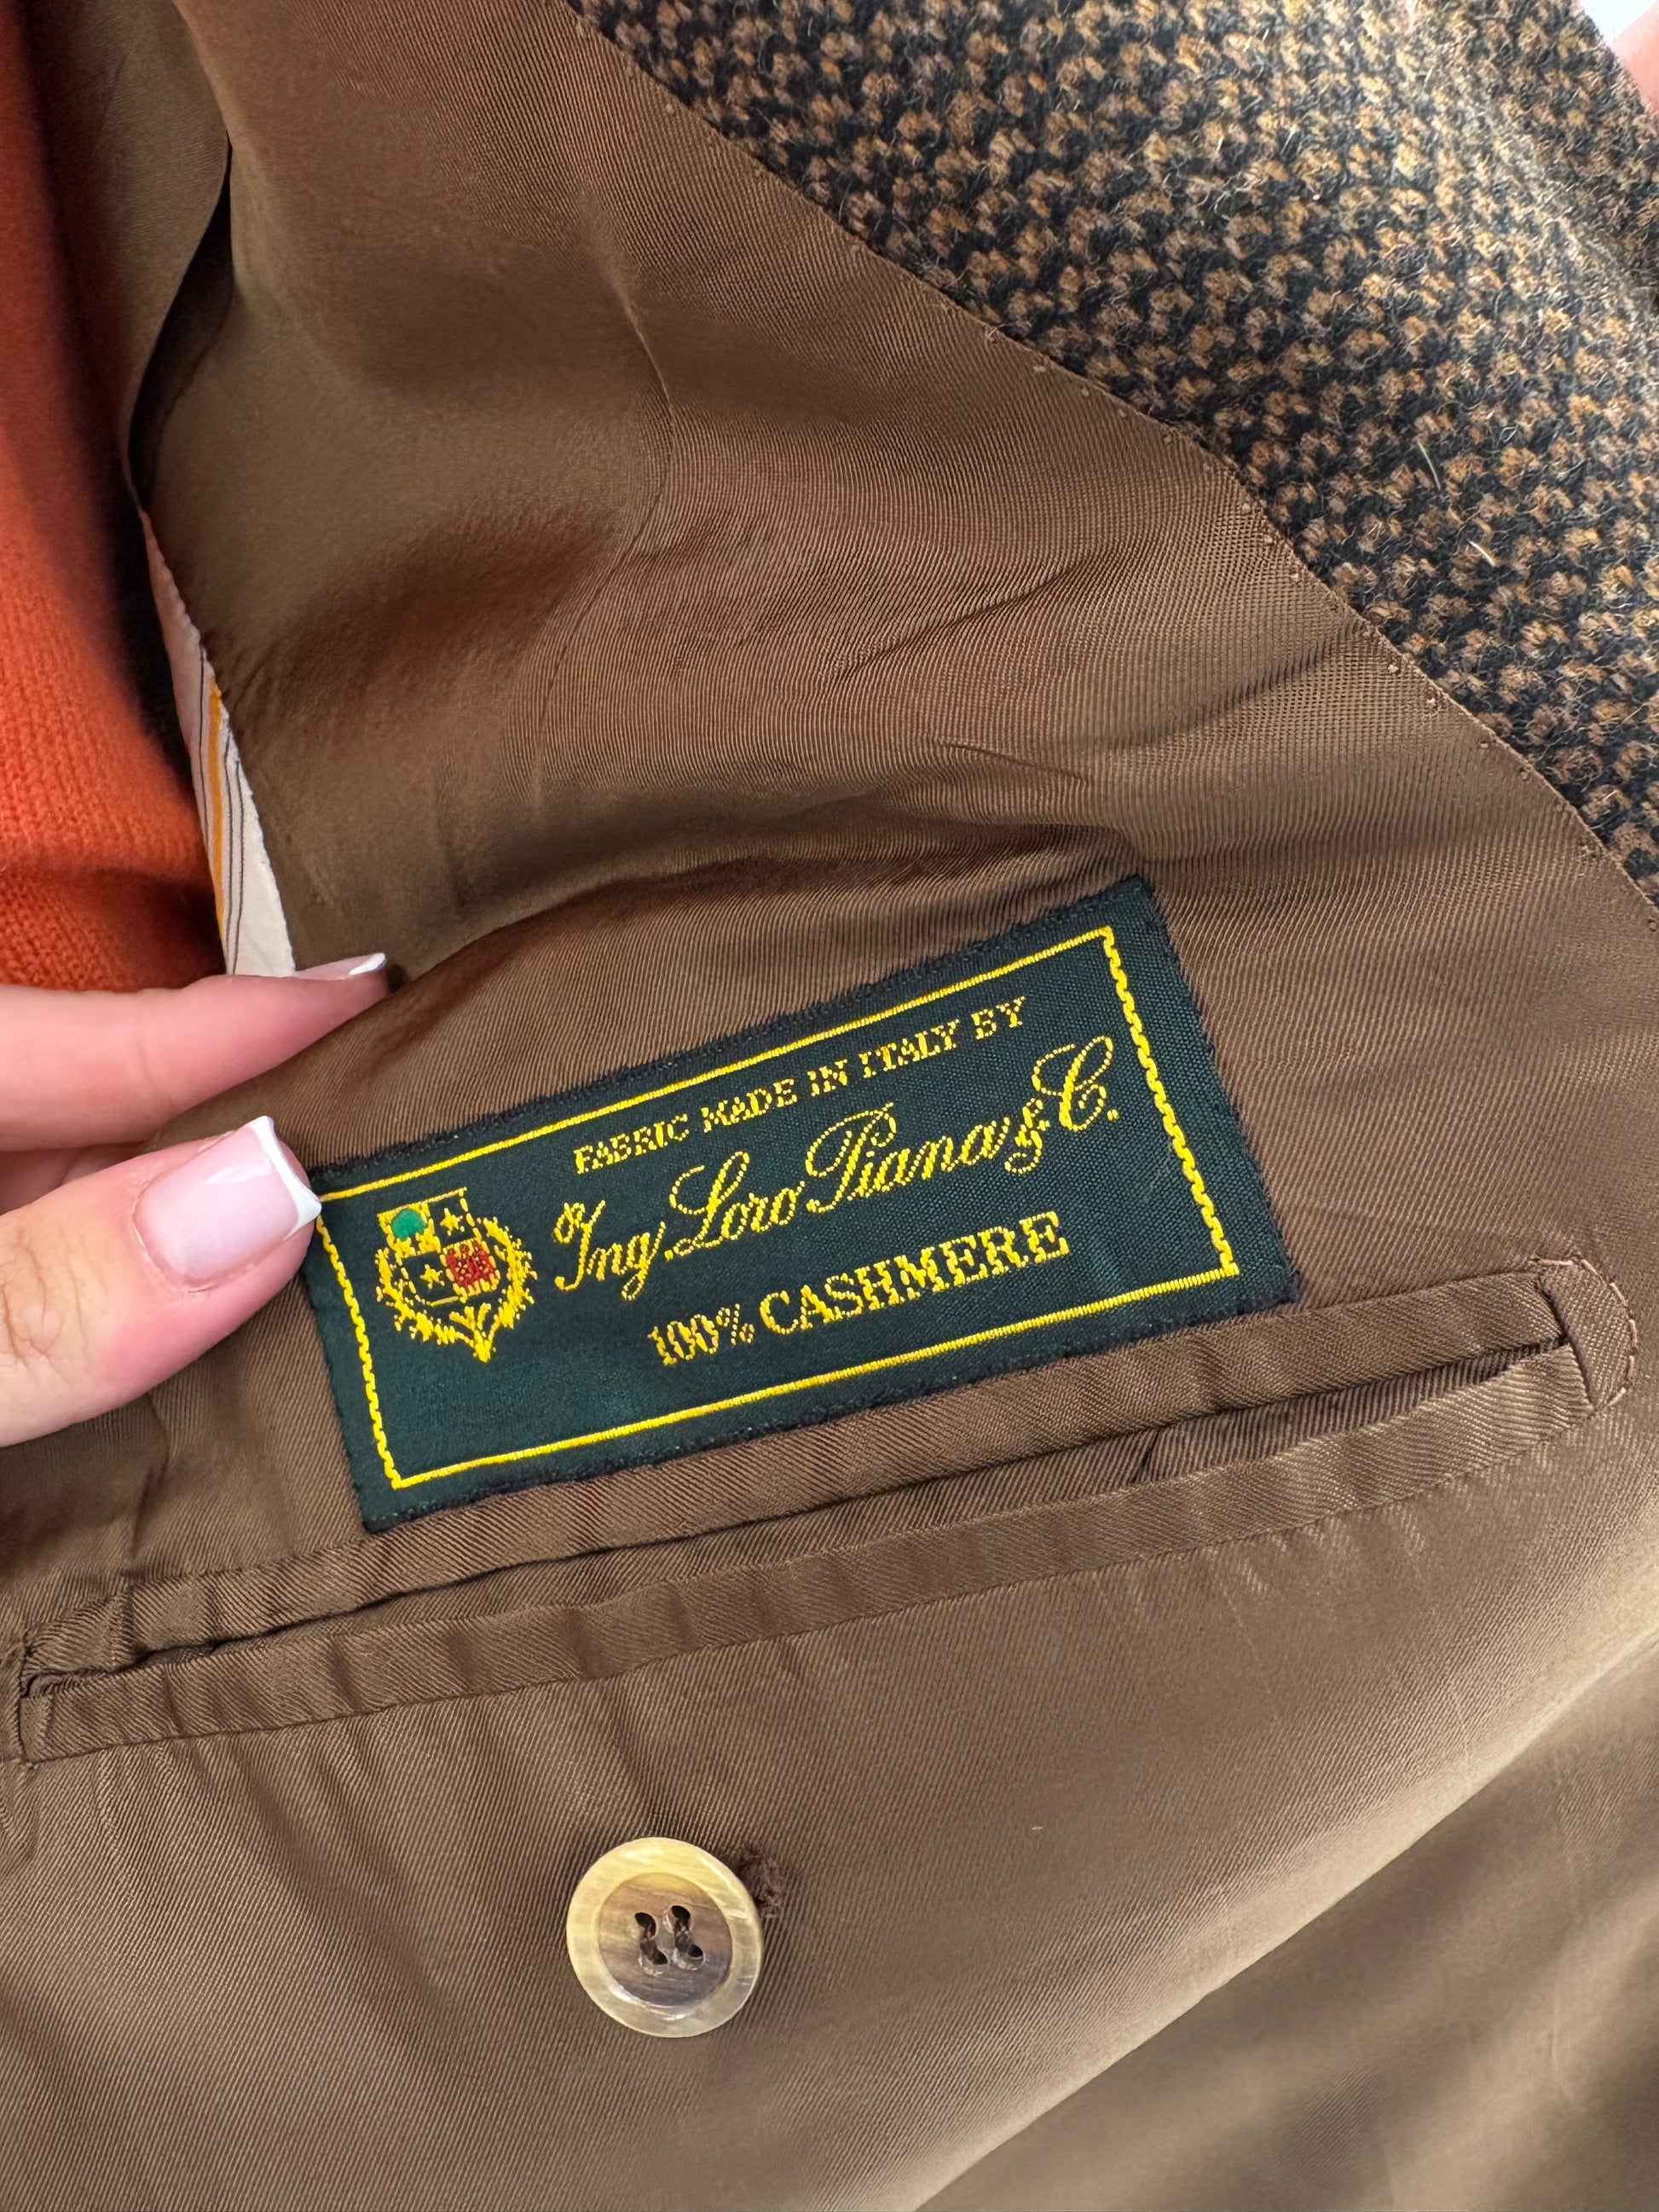 FABRIC MADE IN ITALY BY
Ing. Loro Piana & C.
100% CASHMERE